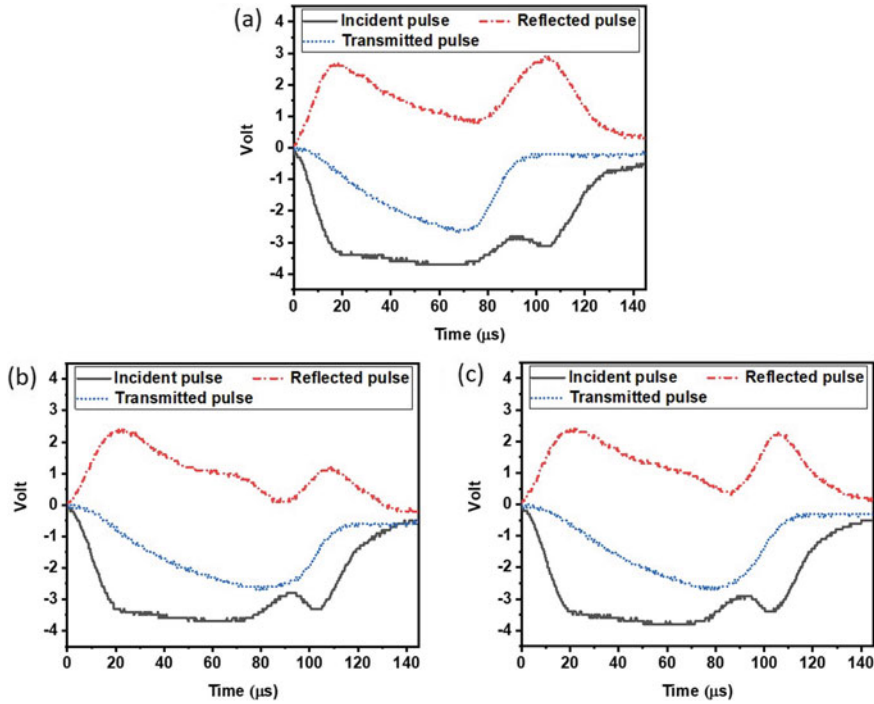 (a)
Incident pulse Reflected pulse
Transmitted pulse
Volt
4
3
2
1
0
-1
-2
-3
-4
0 20 40 60 80 100 120 140
Time (μs)
(b)
Incident pulse Reflected pulse
Transmitted pulse
Volt
4
3
2
1
0
-1
-2
-3
-4
0 20 40 60 80 100 120 140
Time (μs)
(c)
Incident pulse Reflected pulse
Transmitted pulse
Volt
4
3
2
1
0
-1
-2
-3
-4
0 20 40 60 80 100 120 140
Time (μs)